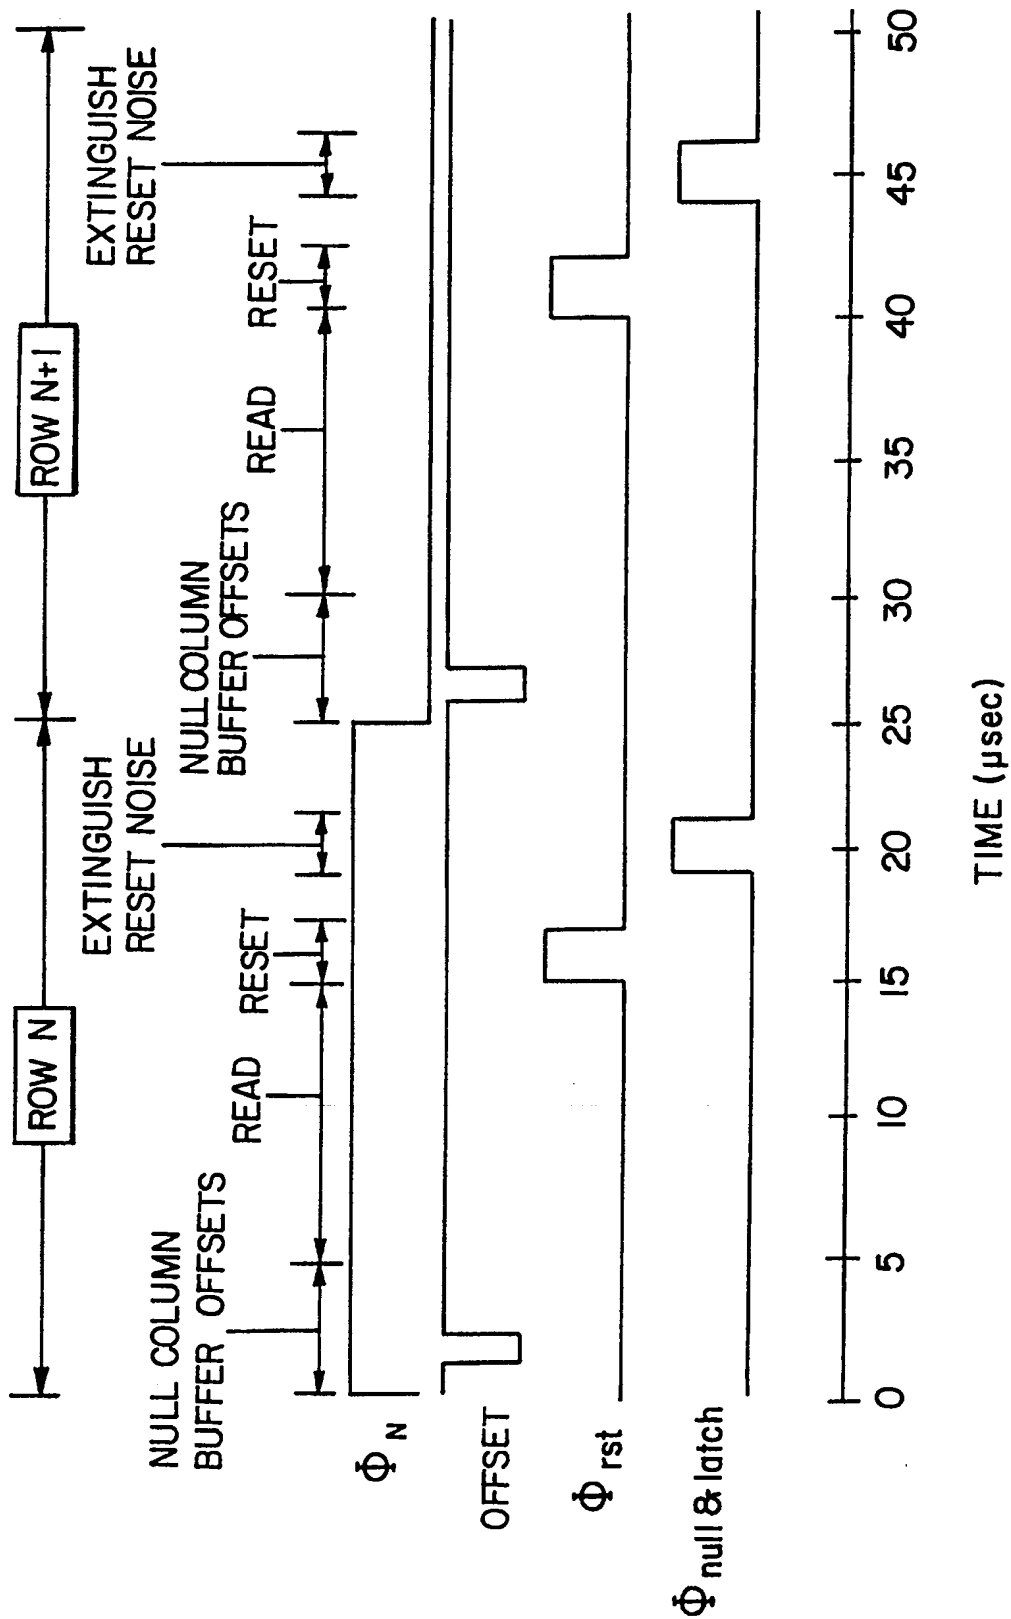 ROW N
ROW N+1
NULL COLUMN
BUFFER OFFSETS
READ
RESET
EXTINGUISH
RESET NOISE
NULL COLUMN
BUFFER OFFSETS
READ
RESET
EXTINGUISH
RESET NOISE
Φ N
OFFSET
Φ rst
Φ null & latch
0 5 10 15 20 25 30 35 40 45 50
TIME (µsec)